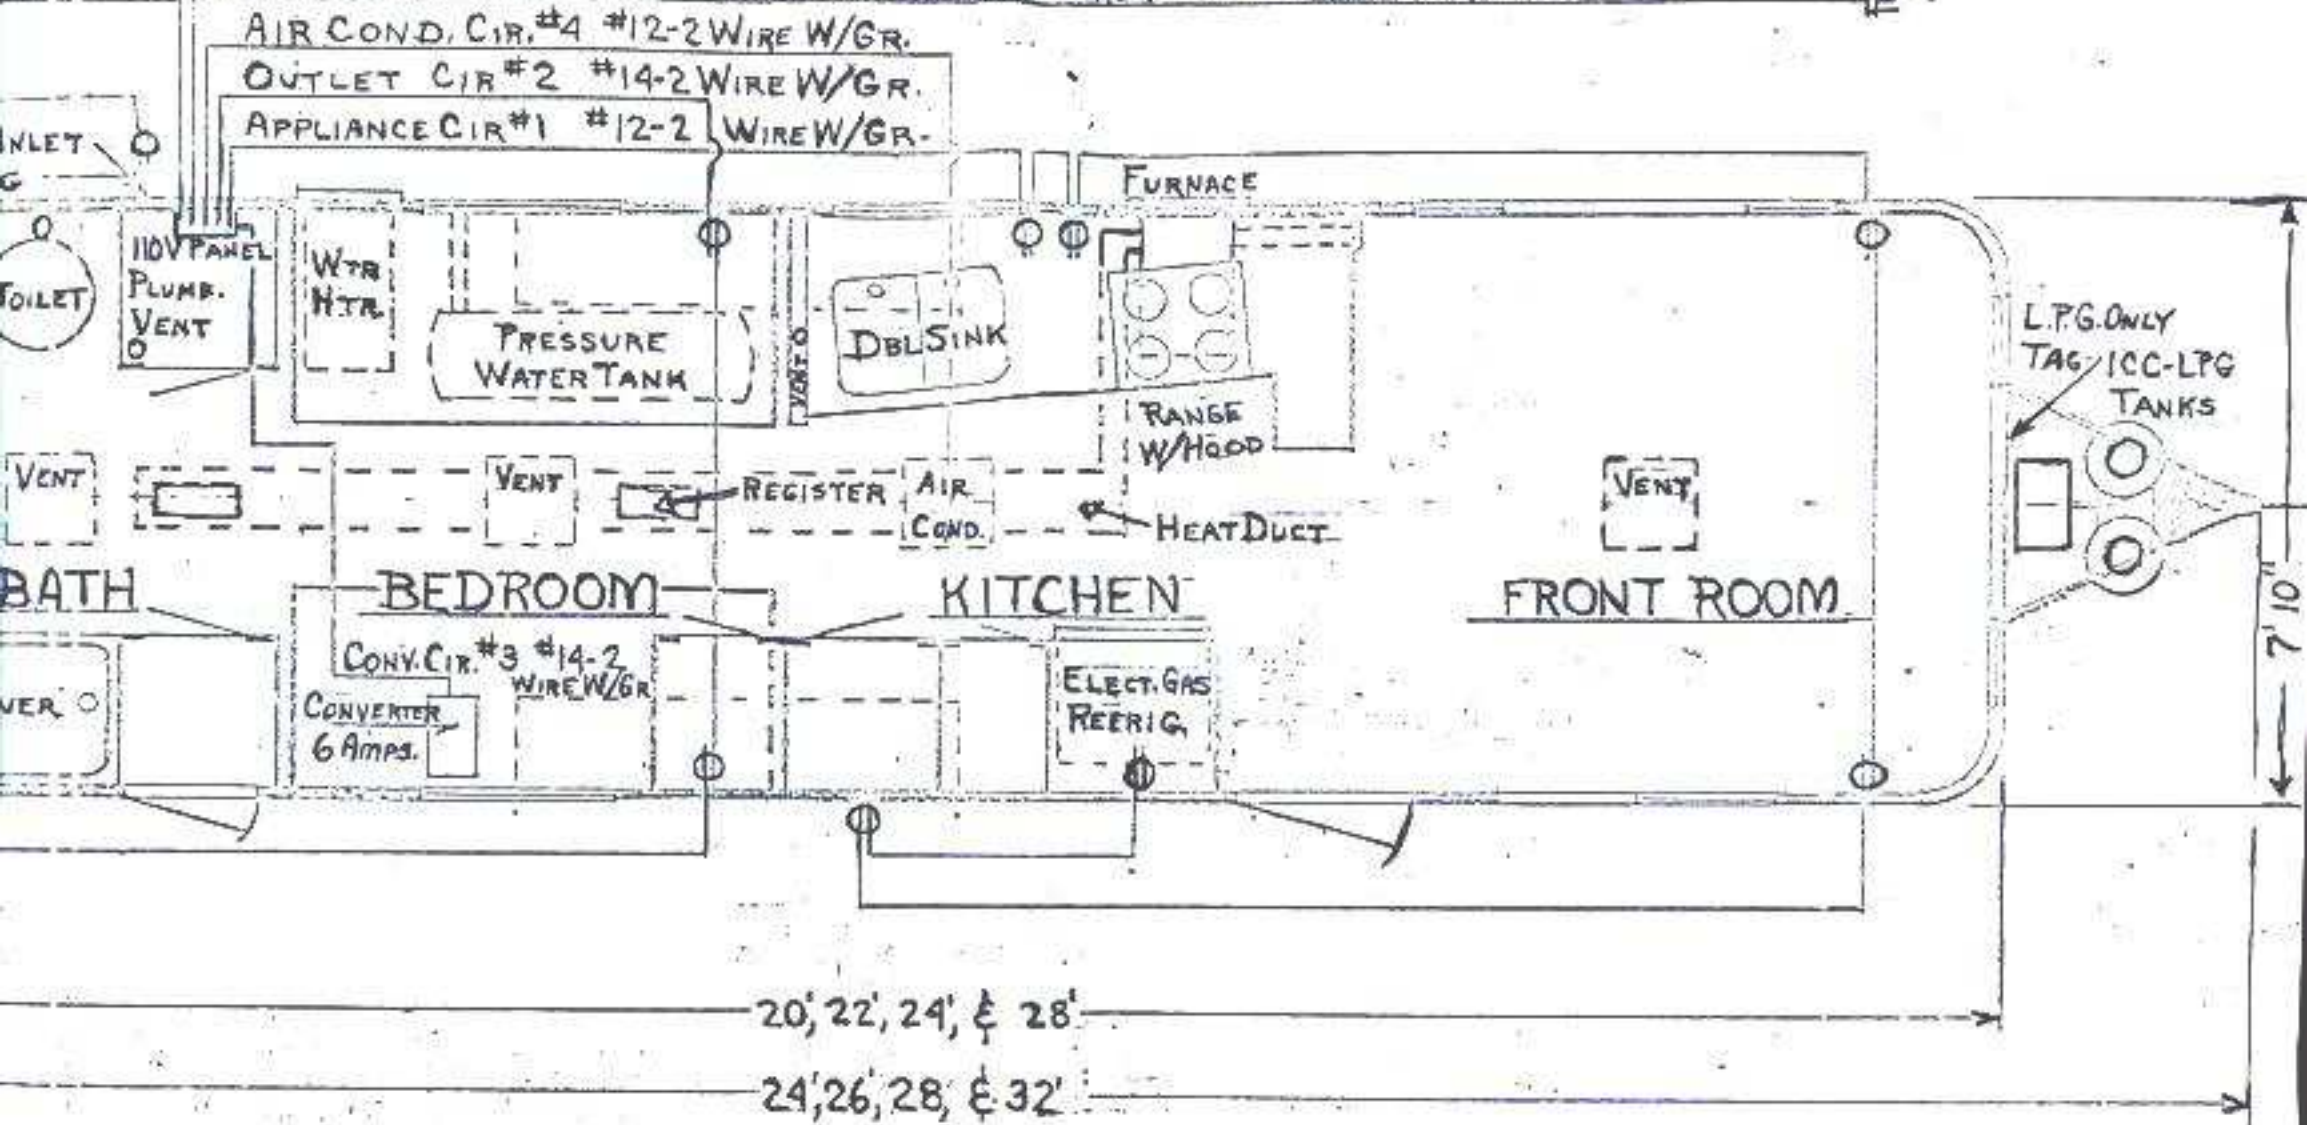 AIR COND. CIR. #4 #12-2 WIRE W/GR.
OUTLET CIR #2 #14-2 WIRE W/GR.
APPLIANCE CIR #1 #12-2 WIRE W/GR.
INLET
G
FURNACE
TOILET
110V PANEL
PLUMB.
VENT
WTR
HTR.
PRESSURE
WATER TANK
VENT
DBL SINK
RANGE
W/HOOD
L.P.G. ONLY
TAG
ICC-LPG
TANKS
VENT
VENT
REGISTER
AIR
COND.
HEAT DUCT
VENT
BATH
BEDROOM
KITCHEN
FRONT ROOM
7' 10"
CONV. CIR. #3 #14-2
WIRE W/GR
CONVERTER
6 AMPS.
VER
ELECT. GAS
REFRIG.
20', 22', 24', & 28'
24', 26', 28', & 32'